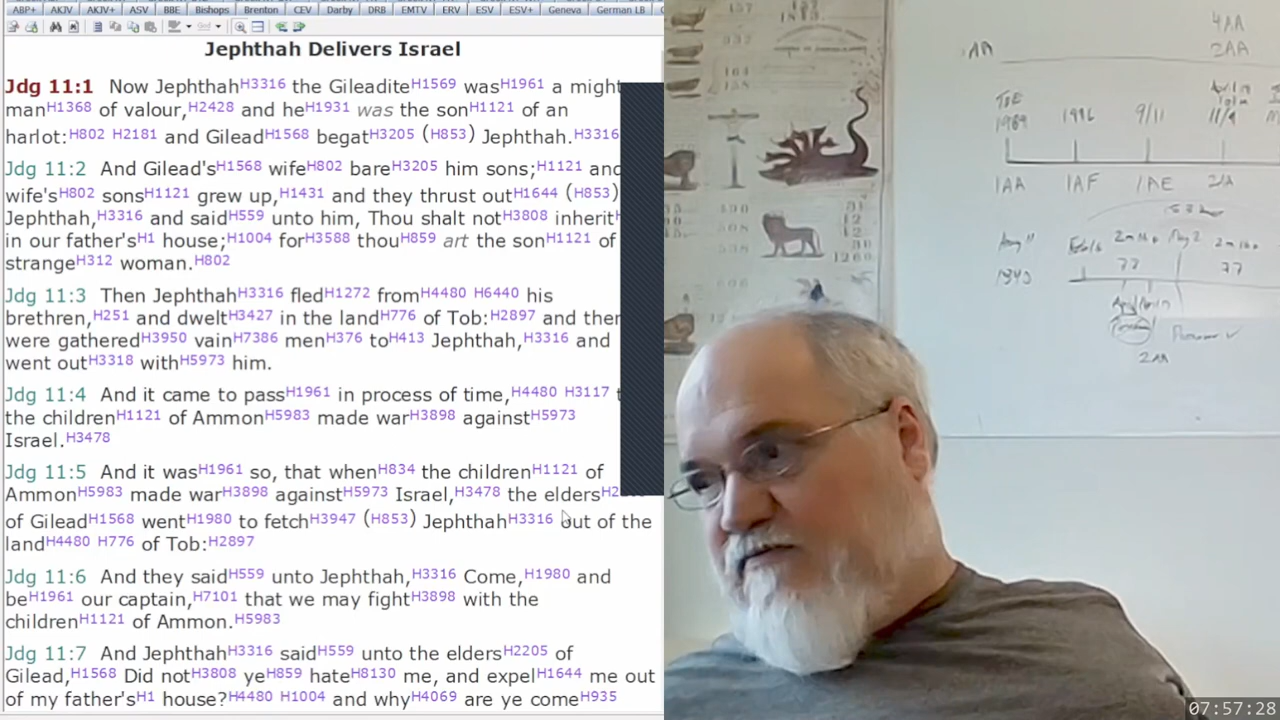 ABP+ AKJV AKJV+ ASV BBE Bishops Brenton CEV Darby DRB EMTV ERV ESV ESV+ Geneva German LB
Jephthah Delivers Israel
Jdg 11:1 Now JephthahH3316 the GileaditeH1569 wasH1961 a might
manH1368 of valour,H2428 and heH1931 was the sonH1121 of an
harlot:H802 H2181 and GileadH1568 begatH3205 (H853) Jephthah.H3316
Jdg 11:2 And Gilead'sH1568 wifeH802 bareH3205 him sons;H1121 and
wife'sH802 sonsH1121 grew up,H1431 and they thrust outH1644 (H853)
Jephthah,H3316 and saidH559 unto him, Thou shalt notH3808 inherit
in our father'sH1 house;H1004 forH3588 thouH859 art the sonH1121 of
strangeH312 woman.H802
Jdg 11:3 Then JephthahH3316 fledH1272 fromH4480 H6440 his
brethren,H251 and dweltH3427 in the landH776 of Tob:H2897 and ther
were gatheredH3950 vainH7386 menH376 toH413 Jephthah,H3316 and
went outH3318 withH5973 him.
Jdg 11:4 And it came to passH1961 in process of time,H4480 H3117 t
the childrenH1121 of AmmonH5983 made warH3898 againstH5973
Israel.H3478
Jdg 11:5 And it wasH1961 so, that whenH834 the childrenH1121 of
AmmonH5983 made warH3898 againstH5973 Israel,H3478 the eldersH2
of GileadH1568 wentH1980 to fetchH3947 (H853) JephthahH3316 out of the
landH4480 H776 of Tob:H2897
Jdg 11:6 And they saidH559 unto Jephthah,H3316 Come,H1980 and
beH1961 our captain,H7101 that we may fightH3898 with the
childrenH1121 of Ammon.H5983
Jdg 11:7 And JephthahH3316 saidH559 unto the eldersH2205 of
Gilead,H1568 Did notH3808 yeH859 hateH8130 me, and expelH1644 me out
of my father'sH1 house?H4480 H1004 and whyH4069 are ye comeH935
157
1260
4AA
AA 2AA
TOE
1989 1996 9/11 11/9
1AA 1AF 1AE 2AA
2AA
07:57:28